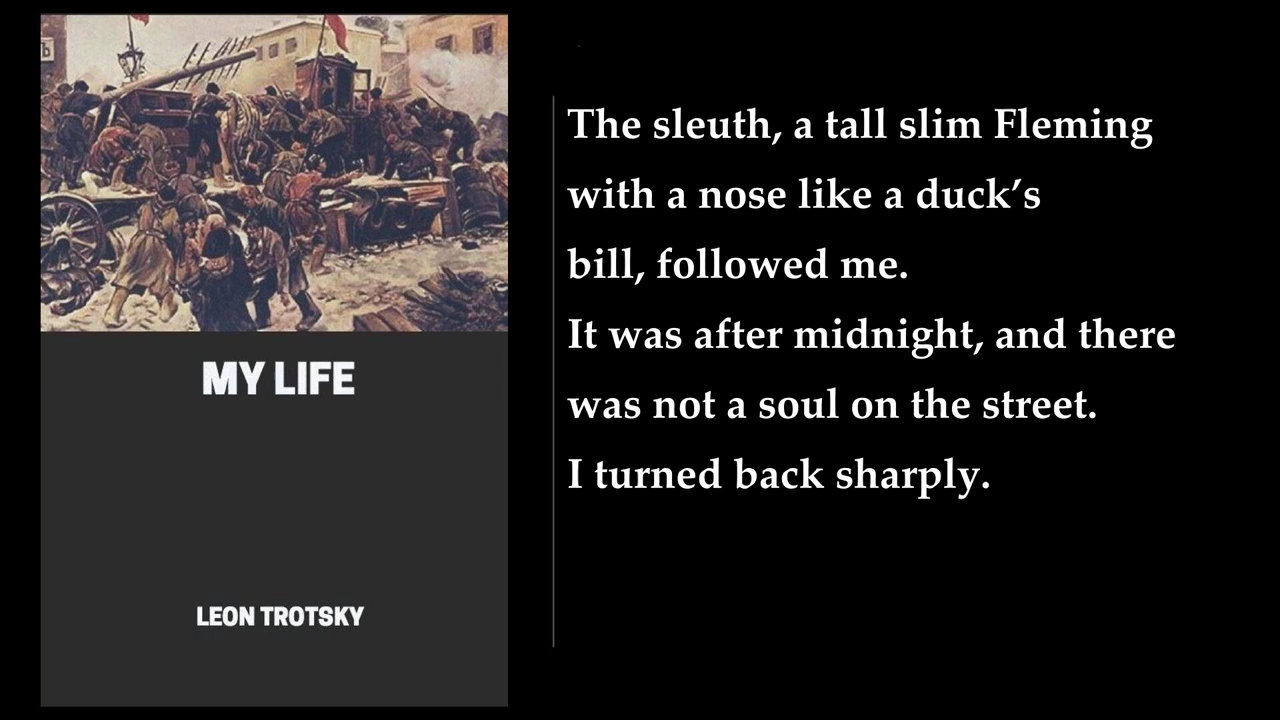 MY LIFE
LEON TROTSKY
The sleuth, a tall slim Fleming
with a nose like a duck’s
bill, followed me.
It was after midnight, and there
was not a soul on the street.
I turned back sharply.